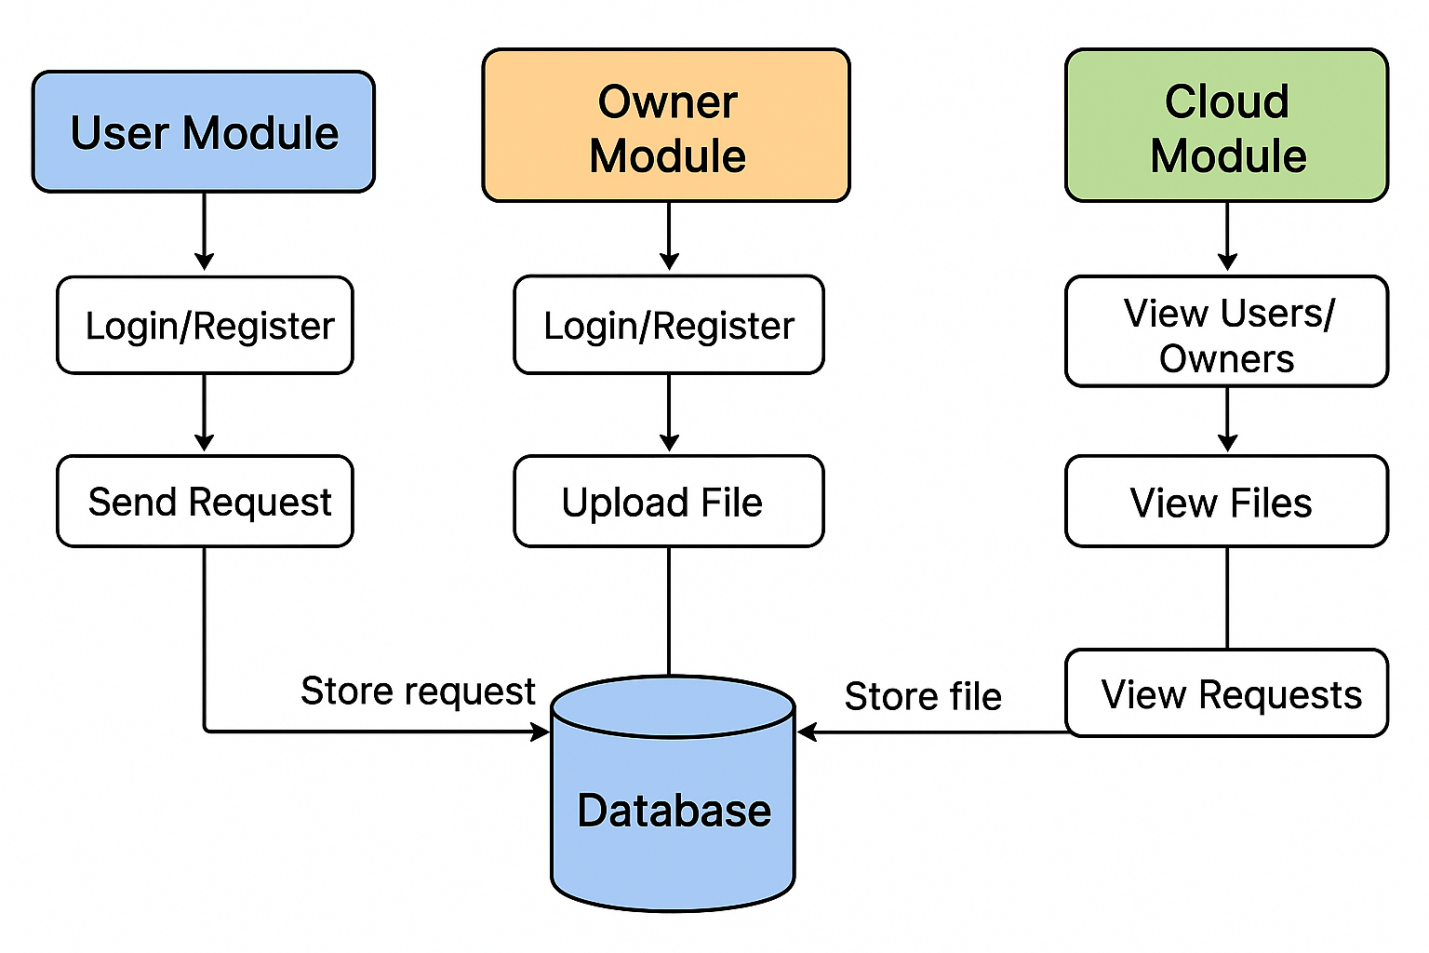 User Module
Owner
Module
Cloud
Module
Login/Register
Login/Register
View Users/
Owners
Send Request
Upload File
View Files
Store request
Store file
View Requests
Database